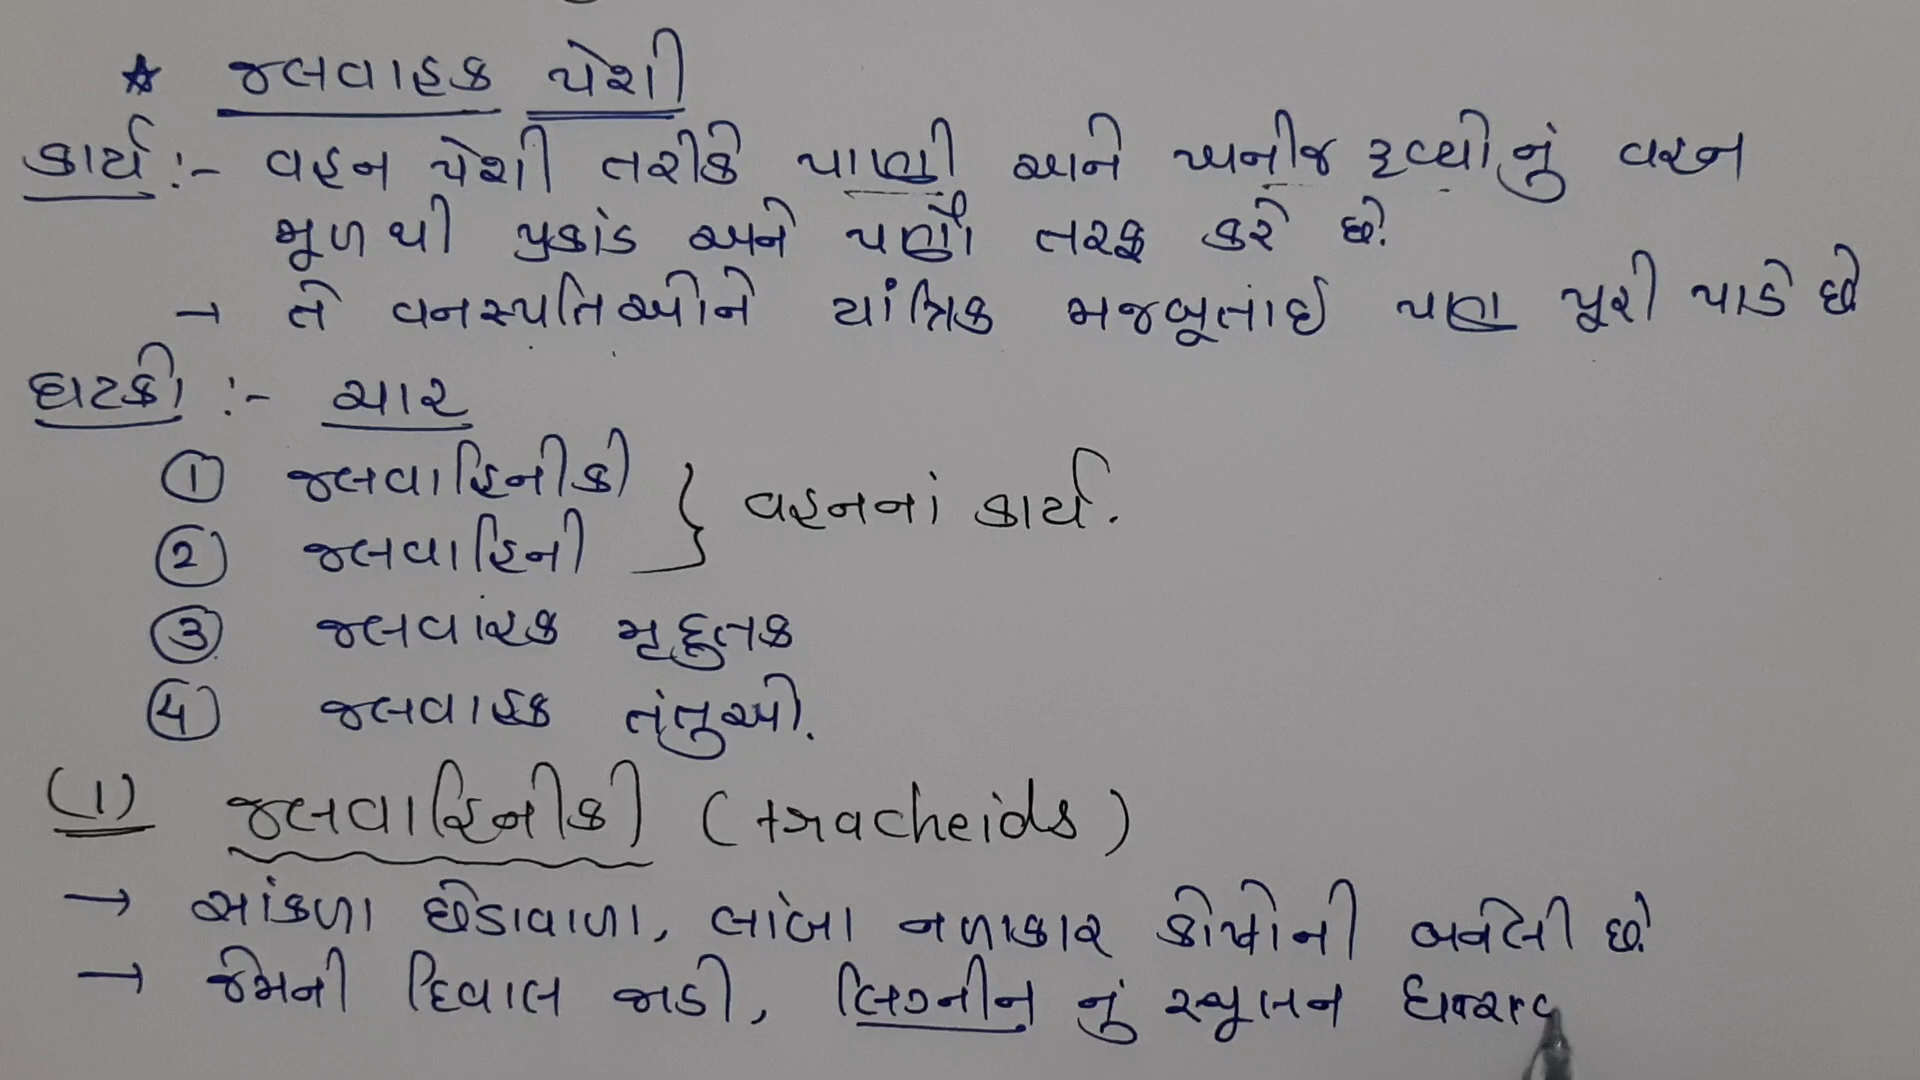 ☆ જલવાહક પેશી
કાર્ય :- વહન પેશી તરીકે પાણી અને ખનીજ દ્રવ્યોનું વહન
મૂળથી પ્રકાંડ અને પર્ણો તરફ કરે છે.
→ તે વનસ્પતિઓને યાંત્રિક મજબૂતાઈ પણ પૂરી પાડે છે
ઘટકો :- ચાર
① જલવાહિનીકી } વહનનાં કાર્ય.
② જલવાહિની
③ જલવાહક મૃદુતક
④ જલવાહક તંતુઓ.
(1) જલવાહિનીકી (tracheids)
→ સાંકળા છેડાવાળા, લાંબા નળાકાર કોષોની બનેલી છે.
→ જેમની દિવાલ જાડી, લિગ્નીન નું સ્થૂલન